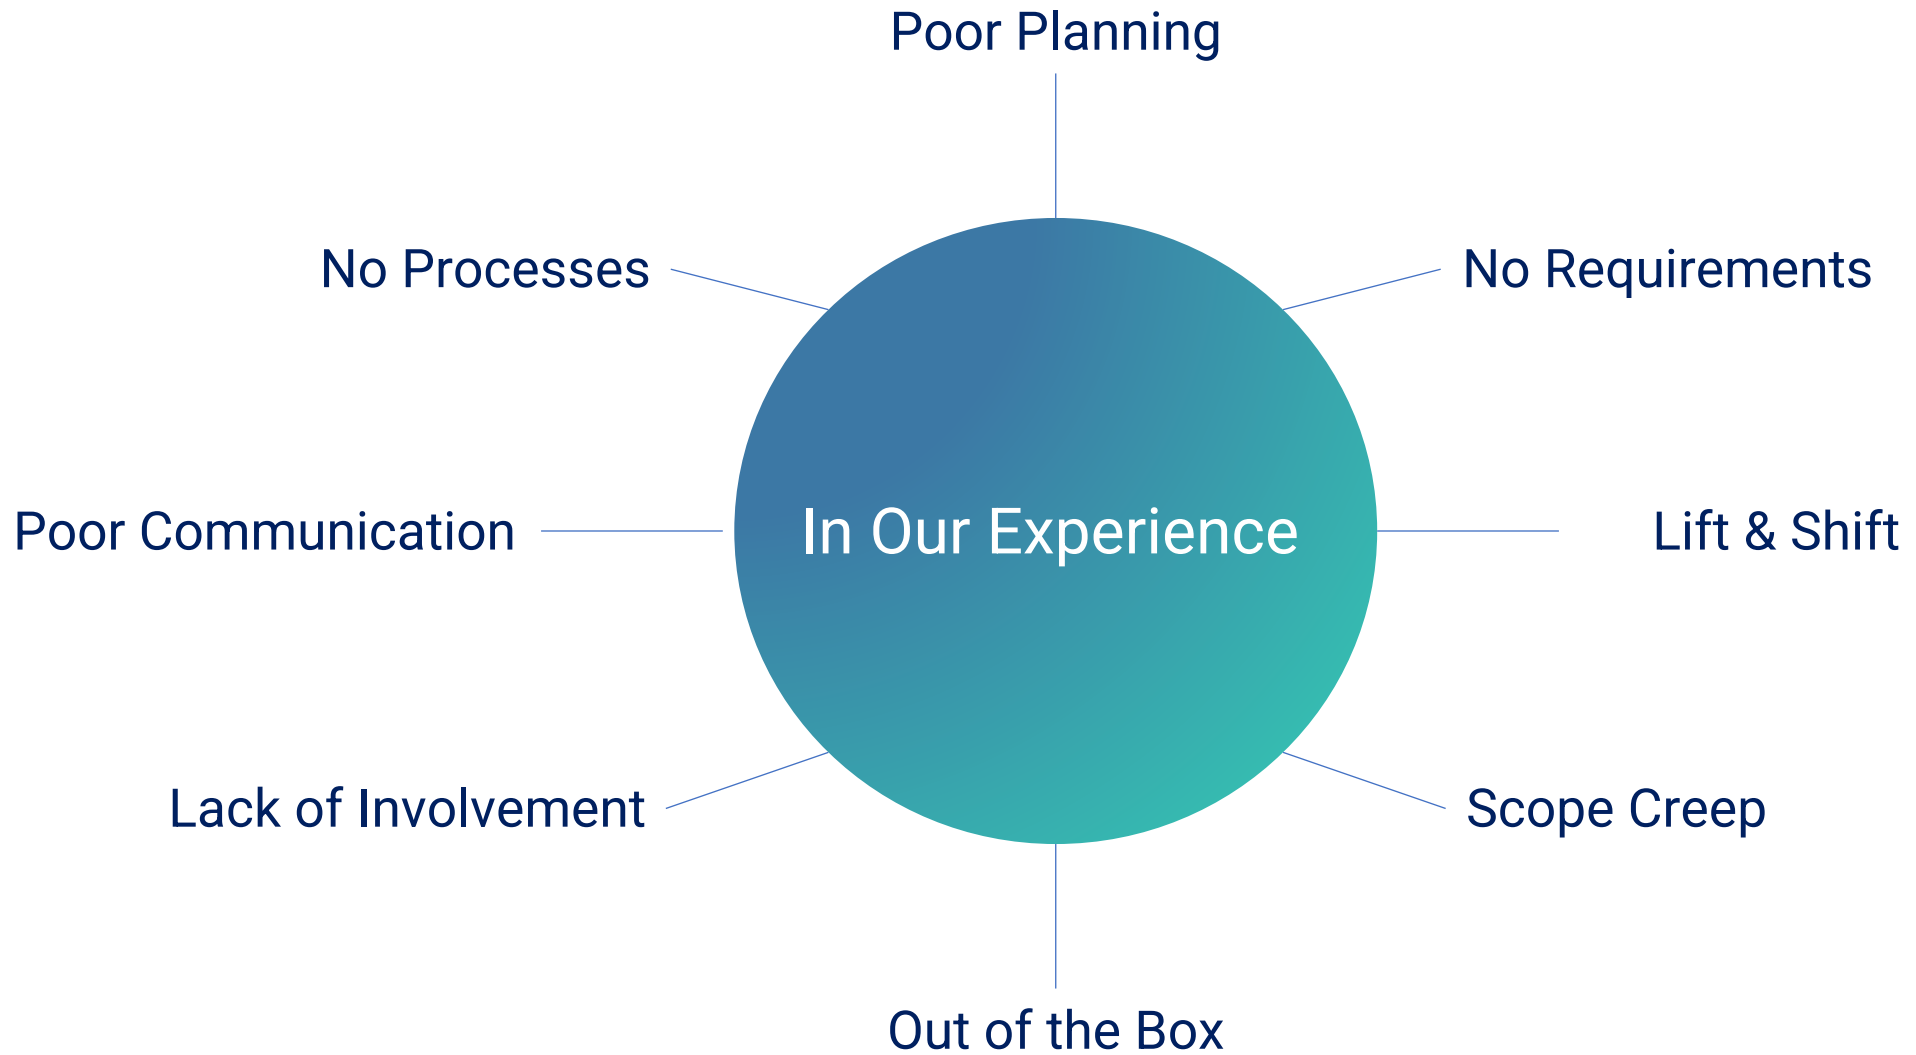 Poor Planning
No Processes
No Requirements
Poor Communication
In Our Experience
Lift & Shift
Lack of Involvement
Scope Creep
Out of the Box